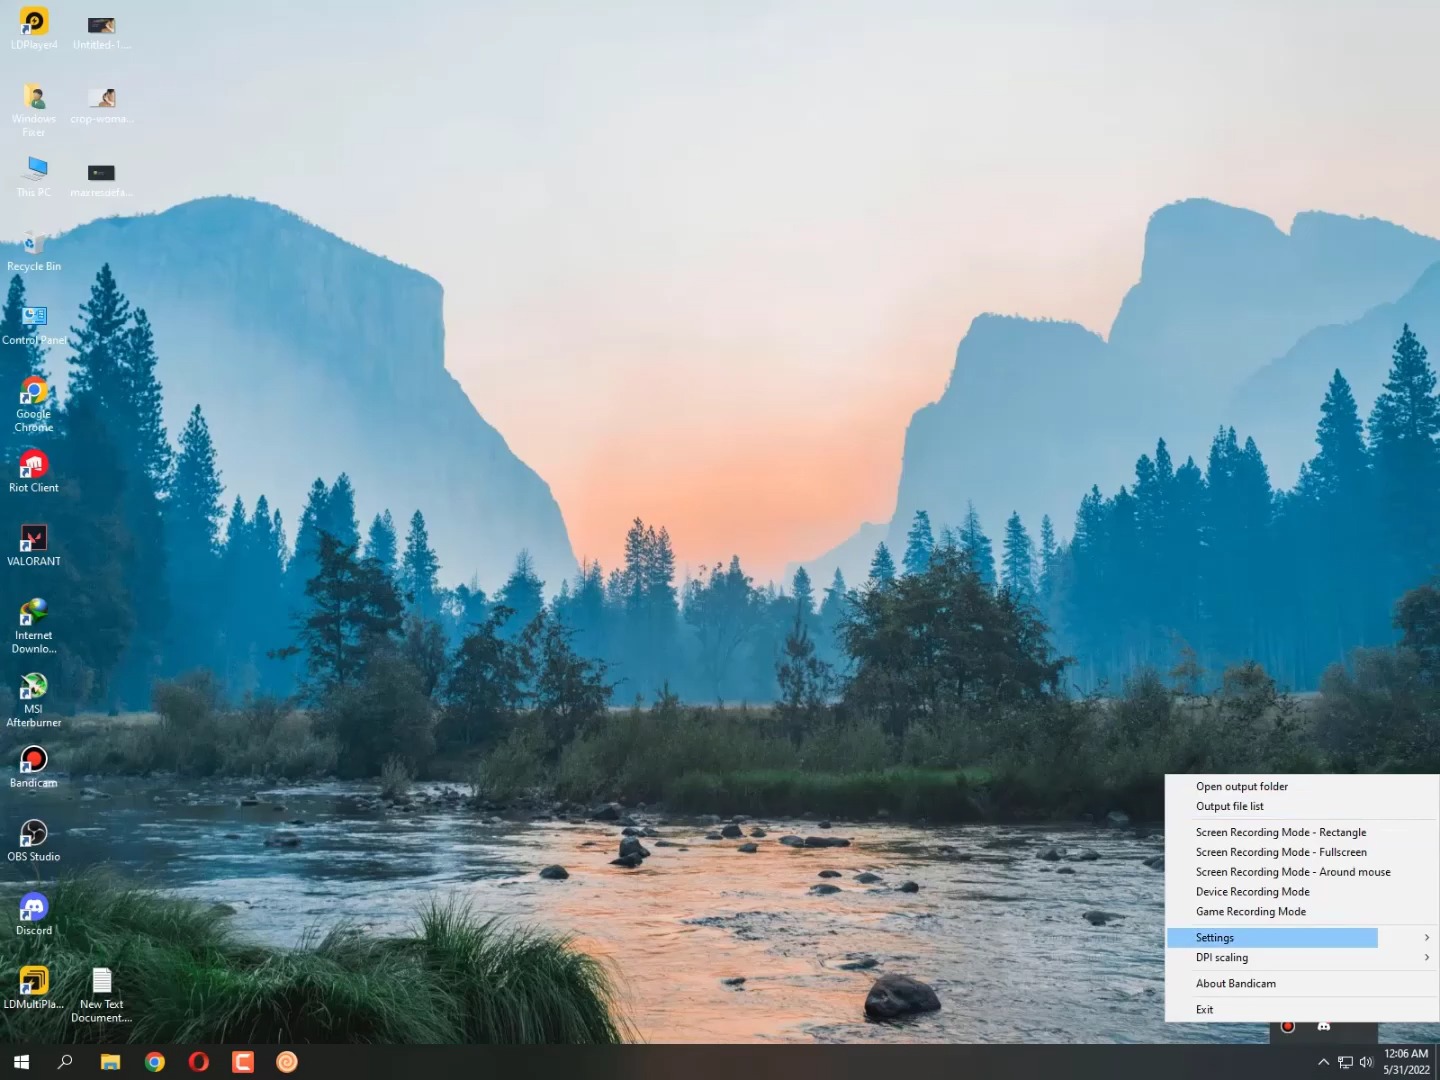 LDPlayer4
Untitled-1....
Windows
Fixer
crop-woma...
This PC
maxresdefa...
Recycle Bin
Control Panel
Google
Chrome
Riot Client
VALORANT
Internet
Downlo...
MSI
Afterburner
Bandicam
OBS Studio
Discord
LDMultiPla...
New Text
Document....
Open output folder
Output file list
Screen Recording Mode - Rectangle
Screen Recording Mode - Fullscreen
Screen Recording Mode - Around mouse
Device Recording Mode
Game Recording Mode
Settings
DPI scaling
About Bandicam
Exit
12:06 AM
5/31/2022